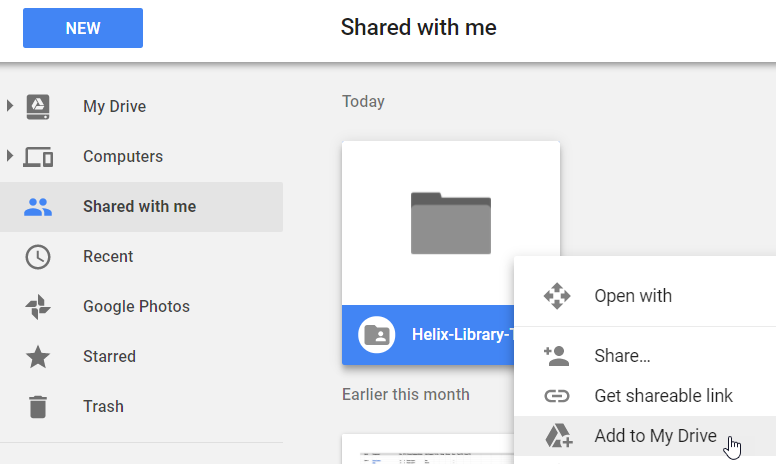 NEW
Shared with me
My Drive
Computers
Shared with me
Recent
Google Photos
Starred
Trash
Today
Helix-Library-
Earlier this month
Open with
Share...
Get shareable link
Add to My Drive